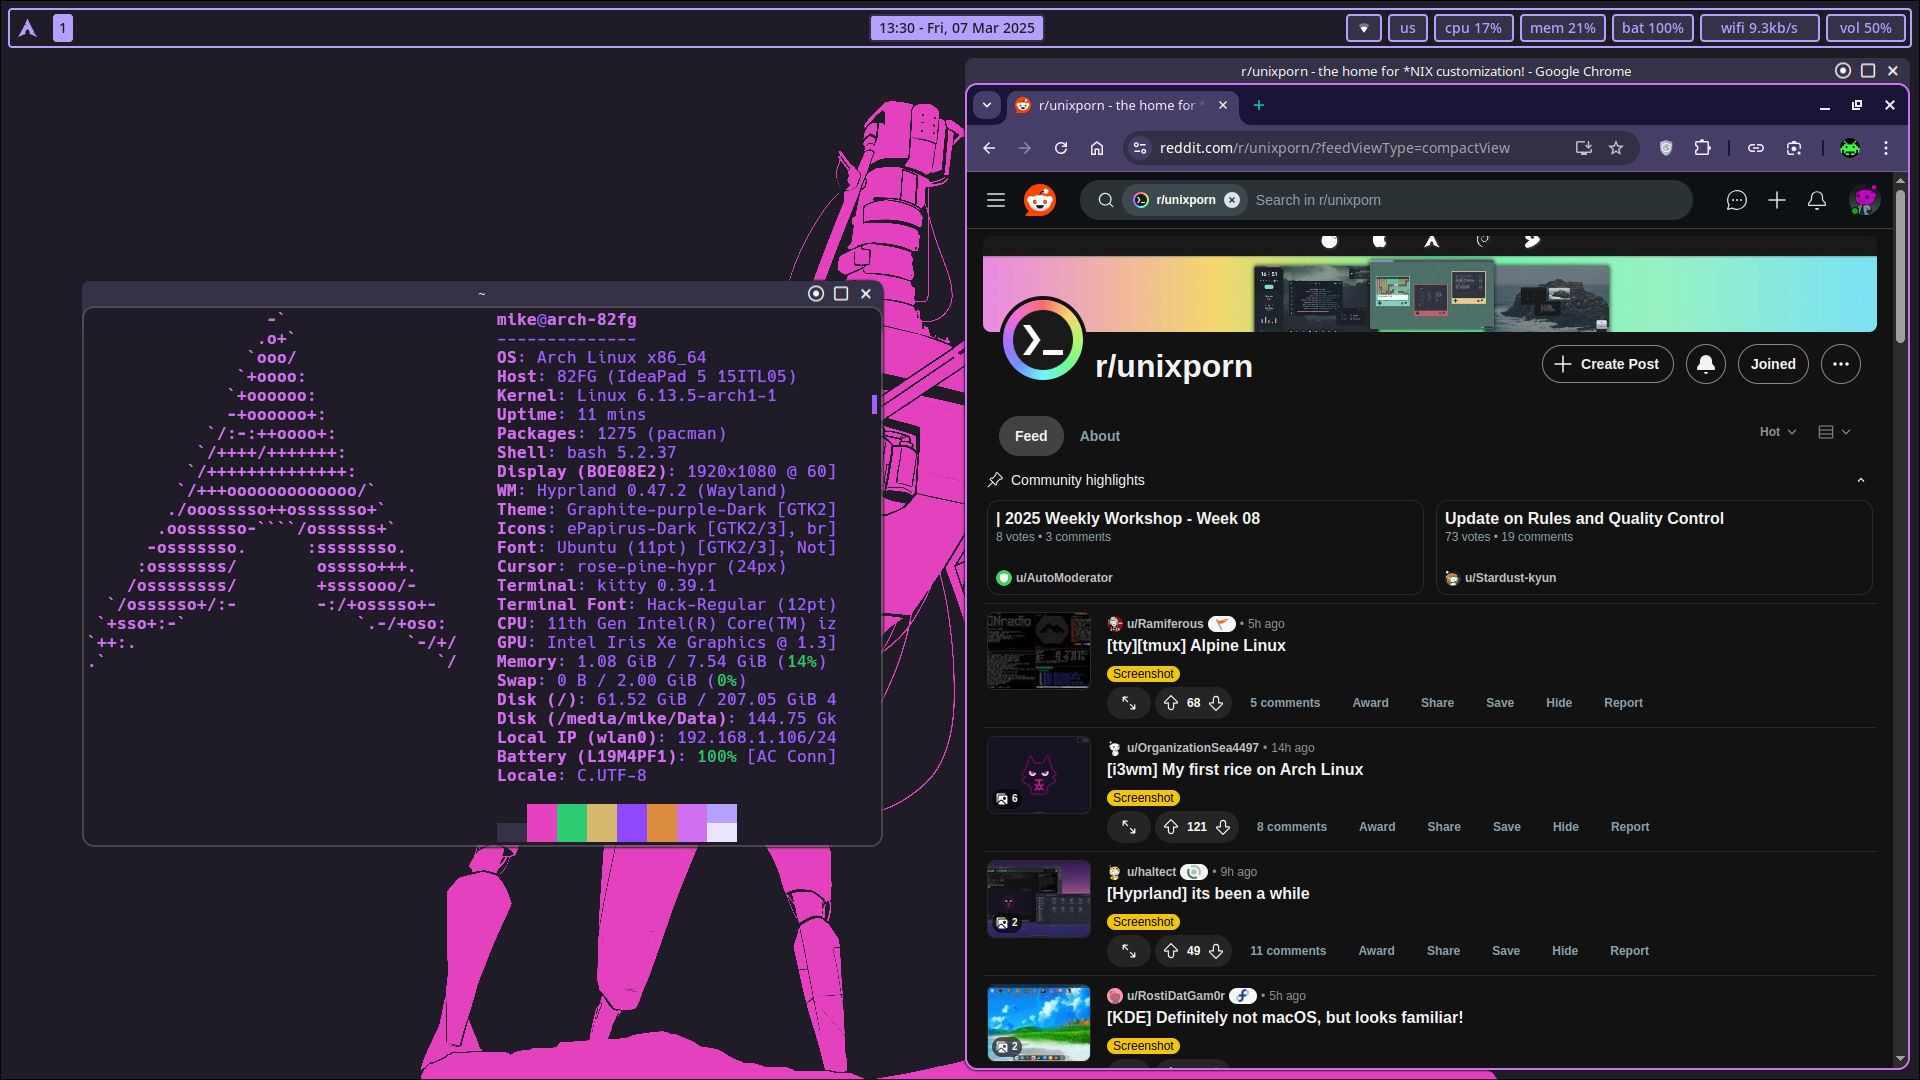 1
13:30 - Fri, 07 Mar 2025
us
cpu 17%
mem 21%
bat 100%
wifi 9.3kb/s
vol 50%
~
-`
.o+`
`ooo/
`+oooo:
`+oooooo:
-+oooooo+:
`/:-:++oooo+:
`/++++/+++++++:
`/++++++++++++++:
`/+++ooooooooooooo/`
./ooosssso++osssssso+`
.oossssso-````/ossssss+`
-osssssso. :ssssssso.
:osssssss/ osssso+++.
/ossssssss/ +ssssooo/-
`/ossssso+/:- -:/+osssso+-
`+sso+:-` `.-/+oso:
`++:. `-/+/
.` `/
mike@arch-82fg
--------------
OS: Arch Linux x86_64
Host: 82FG (IdeaPad 5 15ITL05)
Kernel: Linux 6.13.5-arch1-1
Uptime: 11 mins
Packages: 1275 (pacman)
Shell: bash 5.2.37
Display (BOE08E2): 1920x1080 @ 60]
WM: Hyprland 0.47.2 (Wayland)
Theme: Graphite-purple-Dark [GTK2]
Icons: ePapirus-Dark [GTK2/3], br]
Font: Ubuntu (11pt) [GTK2/3], Not]
Cursor: rose-pine-hypr (24px)
Terminal: kitty 0.39.1
Terminal Font: Hack-Regular (12pt)
CPU: 11th Gen Intel(R) Core(TM) iz
GPU: Intel Iris Xe Graphics @ 1.3]
Memory: 1.08 GiB / 7.54 GiB (14%)
Swap: 0 B / 2.00 GiB (0%)
Disk (/): 61.52 GiB / 207.05 GiB 4
Disk (/media/mike/Data): 144.75 Gk
Local IP (wlan0): 192.168.1.106/24
Battery (L19M4PF1): 100% [AC Conn]
Locale: C.UTF-8
r/unixporn - the home for *NIX customization! - Google Chrome
r/unixporn - the home for *
reddit.com/r/unixporn/?feedViewType=compactView
r/unixporn
Search in r/unixporn
r/unixporn
Create Post
Joined
Feed
About
Hot
Community highlights
| 2025 Weekly Workshop - Week 08
8 votes • 3 comments
u/AutoModerator
Update on Rules and Quality Control
73 votes • 19 comments
u/Stardust-kyun
u/Ramiferous • 5h ago
[tty][tmux] Alpine Linux
Screenshot
68
5 comments
Award
Share
Save
Hide
Report
u/OrganizationSea4497 • 14h ago
[i3wm] My first rice on Arch Linux
Screenshot
6
121
8 comments
Award
Share
Save
Hide
Report
u/haltect • 9h ago
[Hyprland] its been a while
Screenshot
2
49
11 comments
Award
Share
Save
Hide
Report
u/RostiDatGam0r • 5h ago
[KDE] Definitely not macOS, but looks familiar!
Screenshot
2